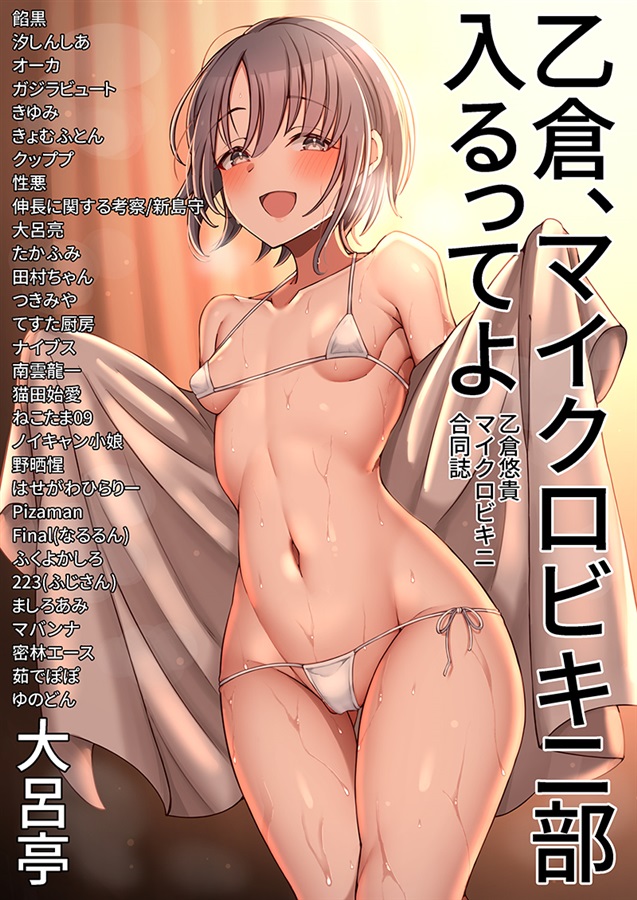 乙倉、マイクロビキニ部
入るってよ
乙倉悠貴
マイクロビキニ
合同誌
餡黒
汐しんしあ
オーカ
ガジラビュート
きゆみ
きょむふとん
クッププ
性悪
伸長に関する考察/新島守
大呂亮
たかふみ
田村ちゃん
つきみや
てすた厨房
ナイブス
南雲龍一
猫田始愛
ねこたま09
ノイキャン小娘
野晒惺
はせがわひらりー
Pizaman
Final(なるるん)
ふくよかしろ
223(ふじさん)
ましろあみ
マバンナ
密林エース
茹でぽぽ
ゆのどん
大呂亭